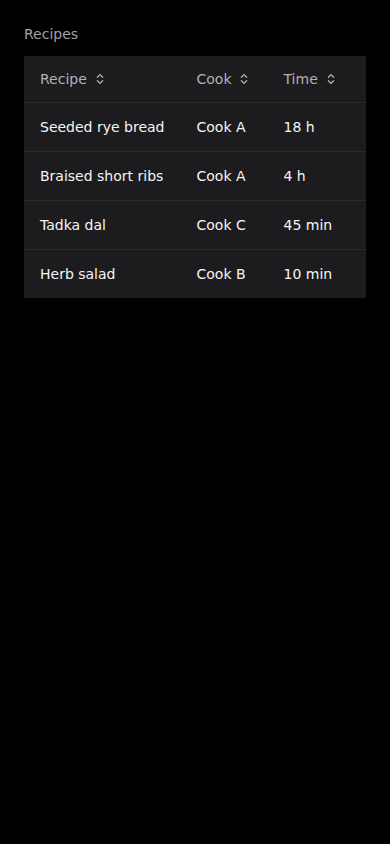 Recipes
Recipe Cook Time
Seeded rye bread Cook A 18 h
Braised short ribs Cook A 4 h
Tadka dal Cook C 45 min
Herb salad Cook B 10 min